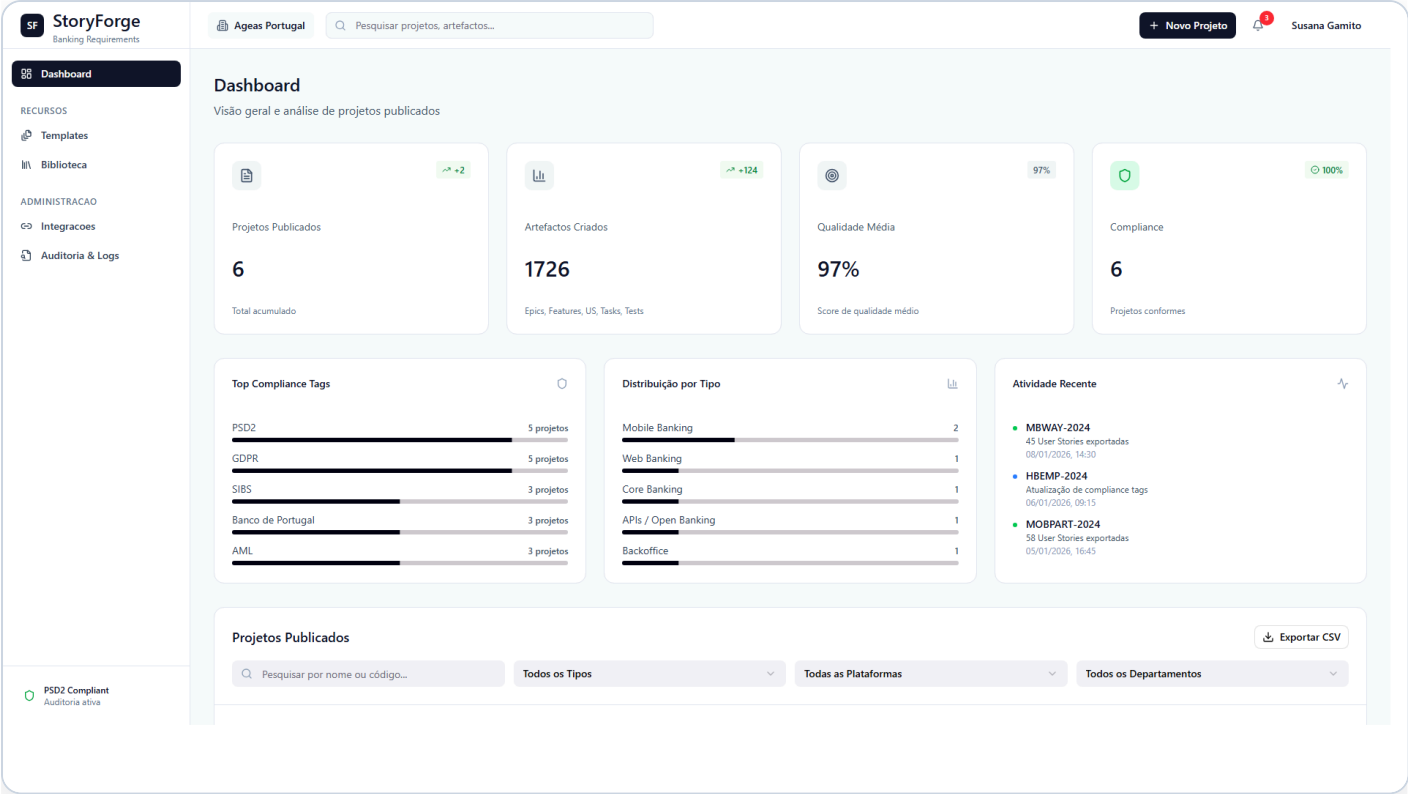 SF
StoryForge
Banking Requirements
Ageas Portugal
Pesquisar projetos, artefactos...
Novo Projeto
3
Susana Gamito
Dashboard
RECURSOS
Templates
Biblioteca
ADMINISTRACAO
Integracoes
Auditoria & Logs
PSD2 Compliant
Auditoria ativa
Dashboard
Visão geral e análise de projetos publicados
+2
Projetos Publicados
6
Total acumulado
+124
Artefactos Criados
1726
Epics, Features, US, Tasks, Tests
97%
Qualidade Média
97%
Score de qualidade médio
100%
Compliance
6
Projetos conformes
Top Compliance Tags
PSD2 5 projetos
GDPR 5 projetos
SIBS 3 projetos
Banco de Portugal 3 projetos
AML 3 projetos
Distribuição por Tipo
Mobile Banking 2
Web Banking 1
Core Banking 1
APIs / Open Banking 1
Backoffice 1
Atividade Recente
MBWAY-2024
45 User Stories exportadas
08/01/2026, 14:30
HBEMP-2024
Atualização de compliance tags
06/01/2026, 09:15
MOBPART-2024
58 User Stories exportadas
05/01/2026, 16:45
Projetos Publicados
Exportar CSV
Pesquisar por nome ou código...
Todos os Tipos
Todas as Plataformas
Todos os Departamentos